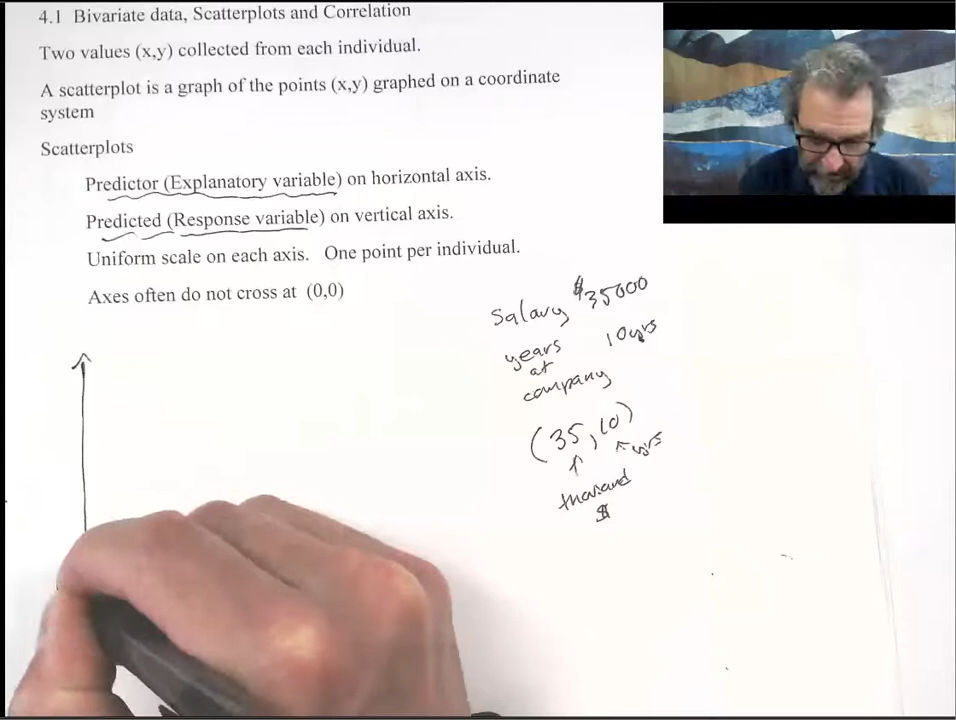 4.1 Bivariate data, Scatterplots and Correlation
Two values (x,y) collected from each individual.
A scatterplot is a graph of the points (x,y) graphed on a coordinate
system
Scatterplots
Predictor (Explanatory variable) on horizontal axis.
Predicted (Response variable) on vertical axis.
Uniform scale on each axis. One point per individual.
Axes often do not cross at (0,0)
Salary $35000
years 10yrs
at
company
(35,10)
yrs
thousand
$